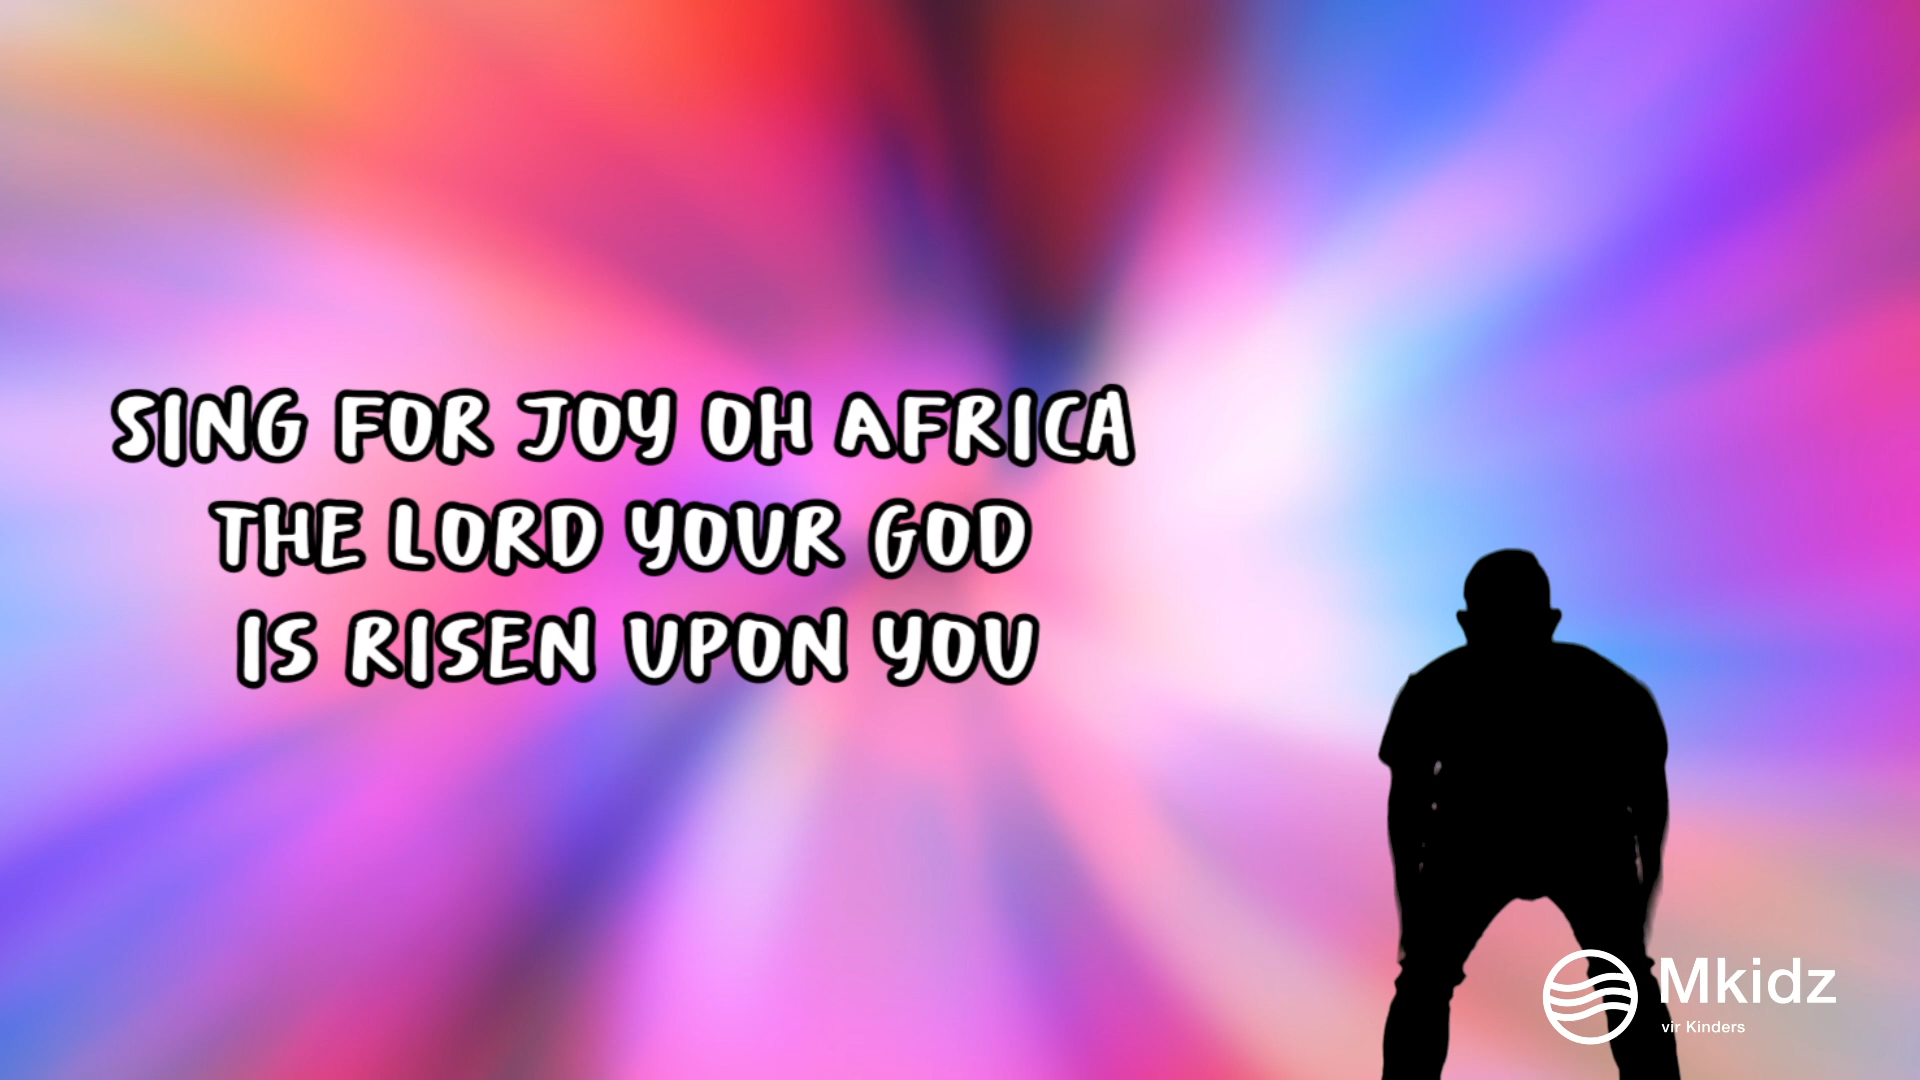 SING FOR JOY OH AFRICA
THE LORD YOUR GOD
IS RISEN UPON YOU
Mkidz
vir Kinders